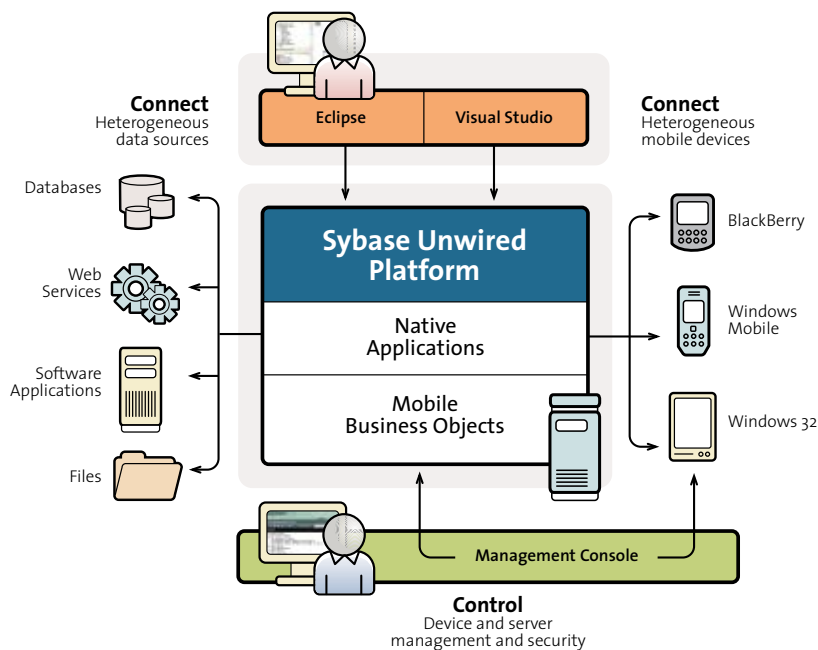 Eclipse
Visual Studio
Connect
Heterogeneous
data sources
Connect
Heterogeneous
mobile devices
Databases
Web
Services
Software
Applications
Files
Sybase Unwired
Platform
Native
Applications
Mobile
Business Objects
BlackBerry
Windows
Mobile
Windows 32
Management Console
Control
Device and server
management and security